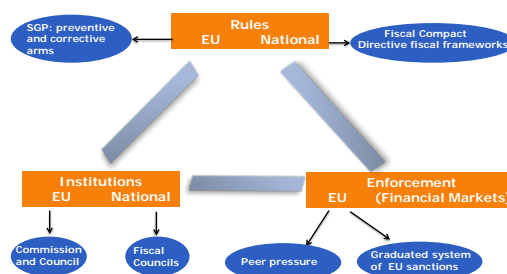 Rules
EU National
SGP: preventive
and corrective
arms
Fiscal Compact
Directive fiscal frameworks
Institutions
EU National
Enforcement
EU (Financial Markets)
Commission
and Council
Fiscal
Councils
Peer pressure
Graduated system
of EU sanctions